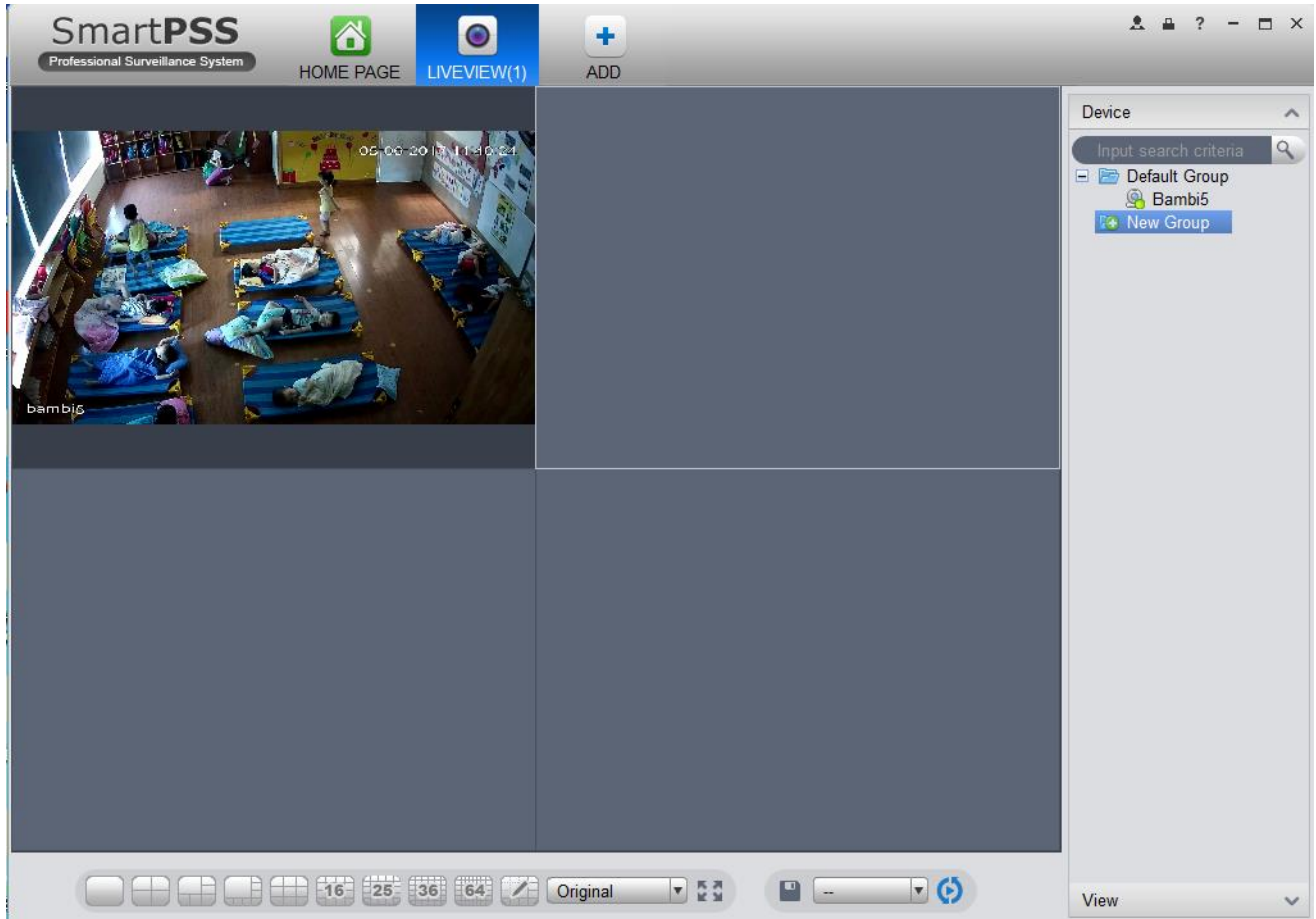 SmartPSS
Professional Surveillance System
HOME PAGE
LIVEVIEW(1)
ADD
?
Device
Input search criteria
Default Group
Bambi5
New Group
bambi5
16
25
36
64
Original
--
View